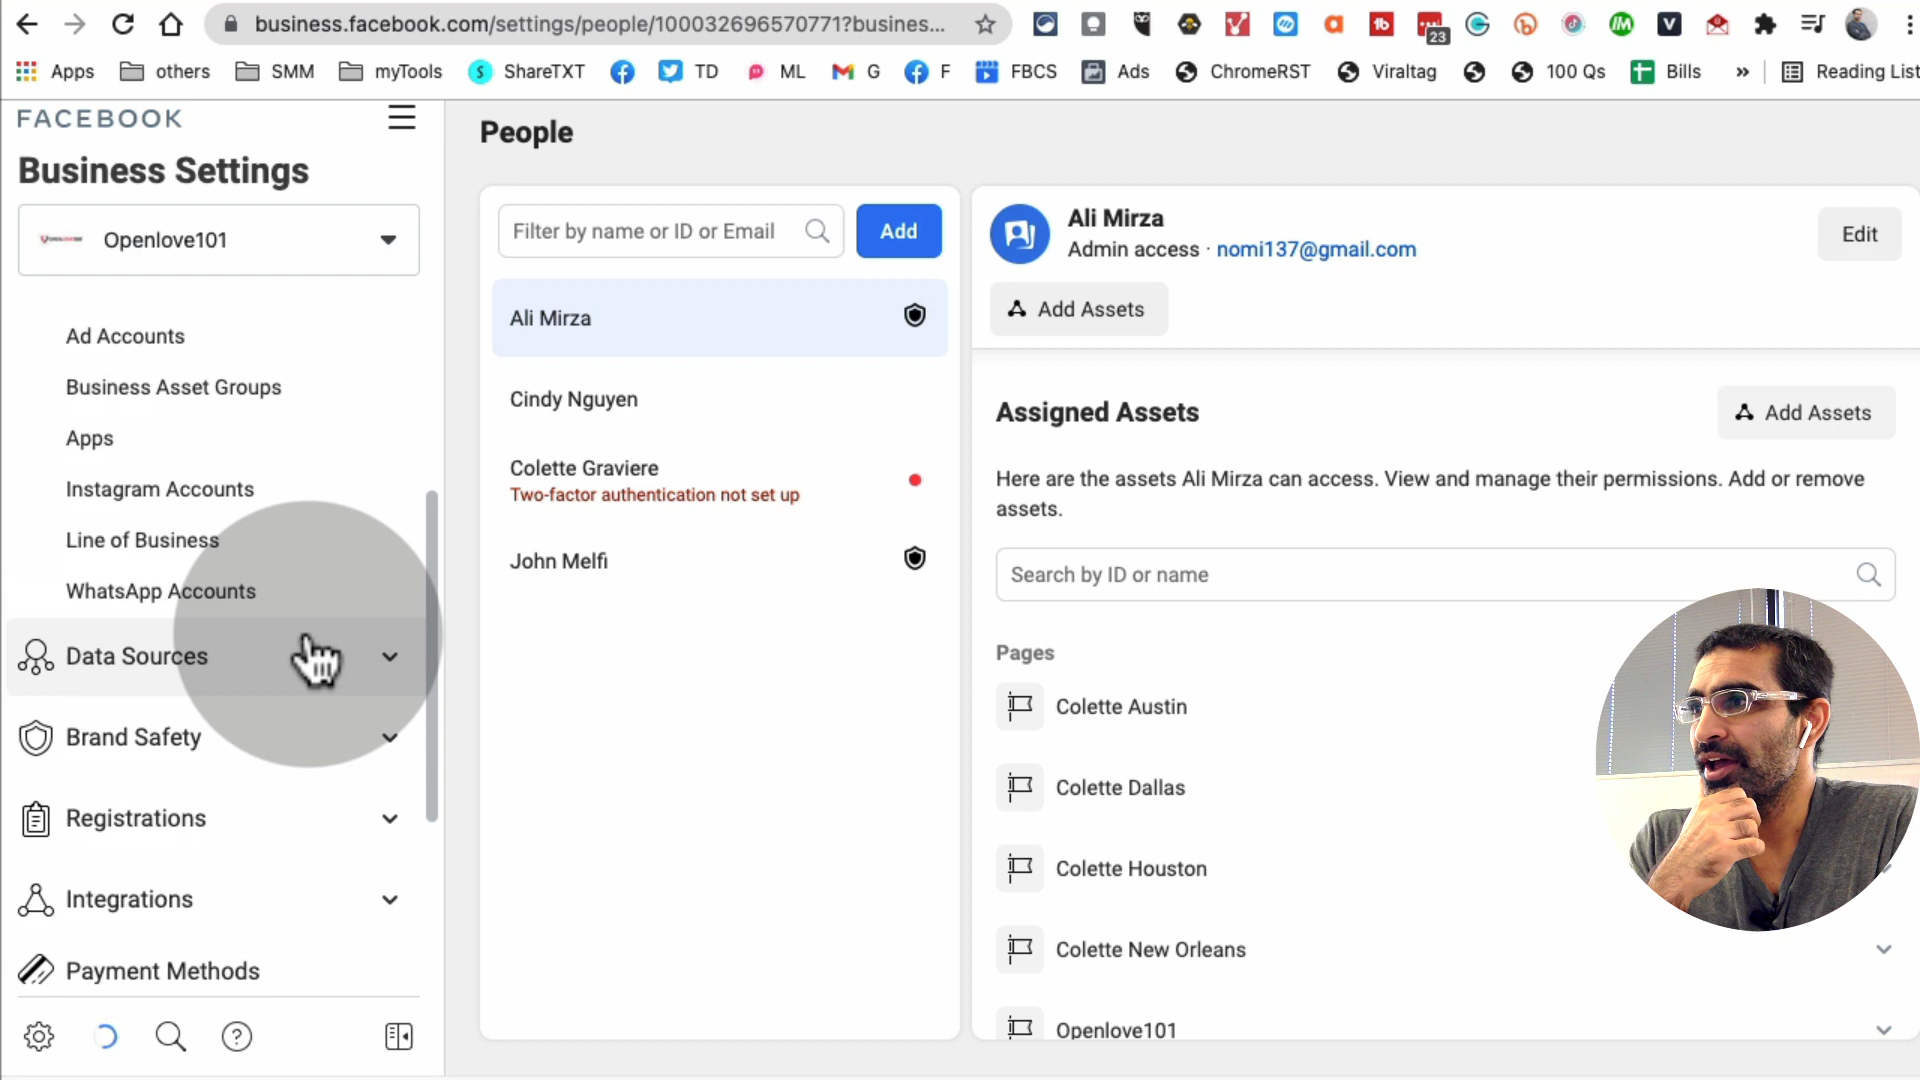 business.facebook.com/settings/people/100032696570771?busines...
23
Apps
others
SMM
myTools
ShareTXT
TD
ML
G
F
FBCS
Ads
ChromeRST
Viraltag
100 Qs
Bills
»
Reading List
FACEBOOK
Business Settings
Openlove101
Ad Accounts
Business Asset Groups
Apps
Instagram Accounts
Line of Business
WhatsApp Accounts
Data Sources
Brand Safety
Registrations
Integrations
Payment Methods
People
Filter by name or ID or Email
Add
Ali Mirza
Cindy Nguyen
Colette Graviere
Two-factor authentication not set up
John Melfi
Ali Mirza
Admin access · nomi137@gmail.com
Edit
Add Assets
Assigned Assets
Add Assets
Here are the assets Ali Mirza can access. View and manage their permissions. Add or remove
assets.
Search by ID or name
Pages
Colette Austin
Colette Dallas
Colette Houston
Colette New Orleans
Openlove101